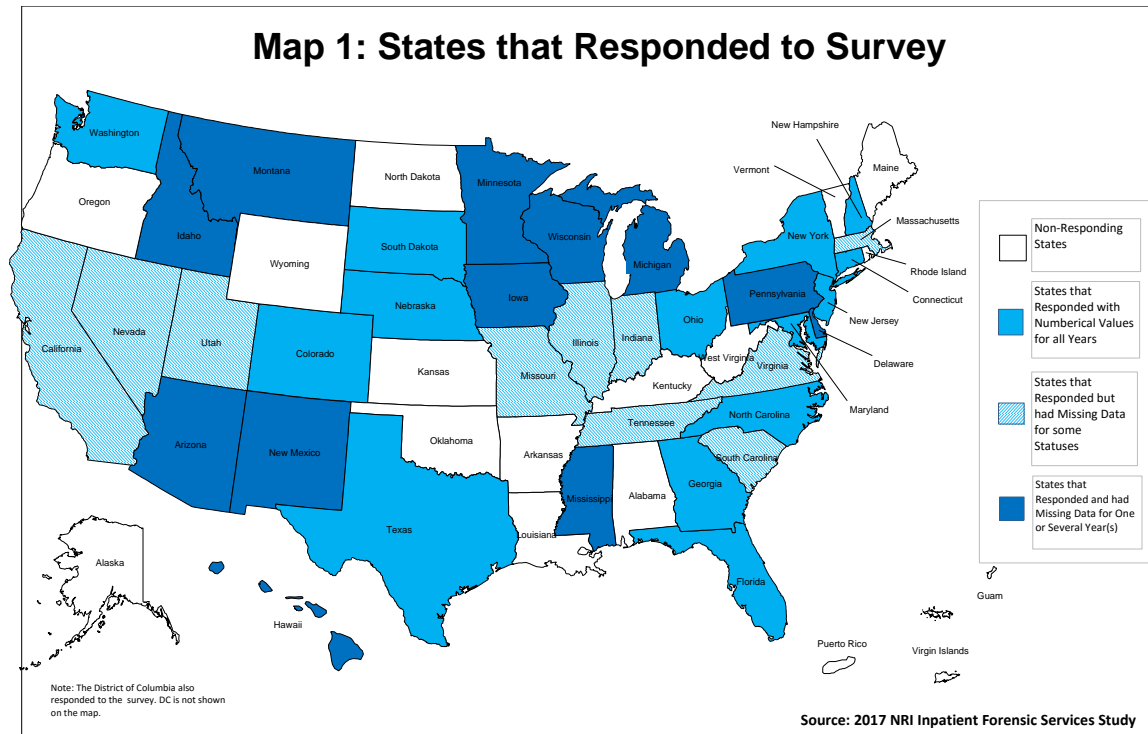 Map 1: States that Responded to Survey
New Hampshire
Washington
Vermont
Maine
Montana
North Dakota
Minnesota
Oregon
Massachusetts
Idaho
Wisconsin
New York
South Dakota
Michigan
Wyoming
Rhode Island
Iowa
Pennsylvania
Connecticut
Nebraska
New Jersey
Nevada
Ohio
Illinois
Indiana
Utah
California
Colorado
Delaware
West Virginia
Virginia
Kansas
Missouri
Kentucky
Maryland
North Carolina
Tennessee
Oklahoma
Arizona
New Mexico
Arkansas
South Carolina
Georgia
Mississippi
Alabama
Texas
Louisiana
Alaska
Florida
Hawaii
Guam
Puerto Rico
Virgin Islands
Non-Responding
States
States that
Responded with
Numberical Values
for all Years
States that
Responded but
had Missing Data
for some
Statuses
States that
Responded and had
Missing Data for One
or Several Year(s)
Note: The District of Columbia also
responded to the survey. DC is not shown
on the map.
Source: 2017 NRI Inpatient Forensic Services Study